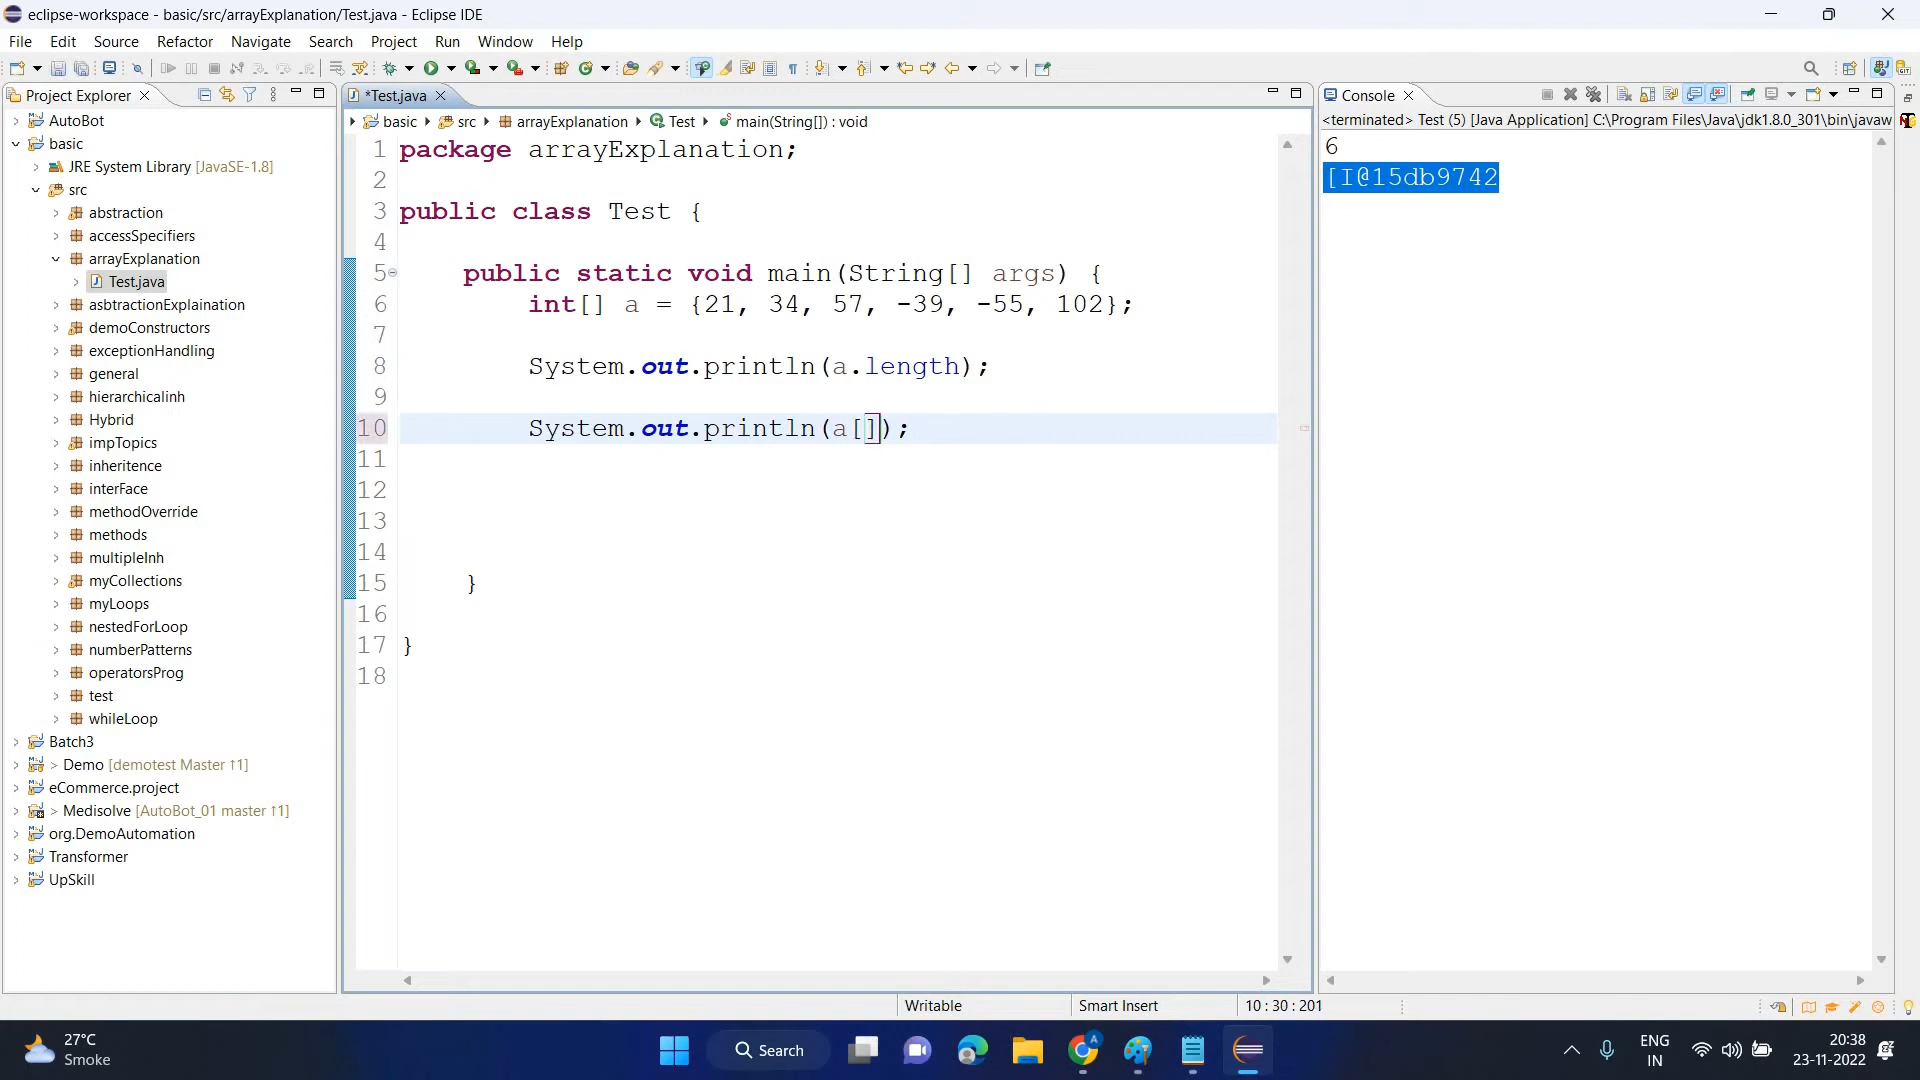 eclipse-workspace - basic/src/arrayExplanation/Test.java - Eclipse IDE
File Edit Source Refactor Navigate Search Project Run Window Help
Project Explorer
AutoBot
basic
JRE System Library [JavaSE-1.8]
src
abstraction
accessSpecifiers
arrayExplanation
Test.java
asbtractionExplaination
demoConstructors
exceptionHandling
general
hierarchicalinh
Hybrid
impTopics
inheritence
interFace
methodOverride
methods
multipleInh
myCollections
myLoops
nestedForLoop
numberPatterns
operatorsProg
test
whileLoop
Batch3
> Demo [demotest Master ↑1]
eCommerce.project
> Medisolve [AutoBot_01 master ↑1]
org.DemoAutomation
Transformer
UpSkill
*Test.java
basic src arrayExplanation Test main(String[]) : void
1 package arrayExplanation;
2
3 public class Test {
4
5 public static void main(String[] args) {
6 int[] a = {21, 34, 57, -39, -55, 102};
7
8 System.out.println(a.length);
9
10 System.out.println(a[]);
11
12
13
14
15 }
16
17 }
18
Console
<terminated> Test (5) [Java Application] C:\Program Files\Java\jdk1.8.0_301\bin\javaw
6
[I@15db9742
Writable Smart Insert 10 : 30 : 201
27°C
Smoke
Search
ENG
IN
20:38
23-11-2022